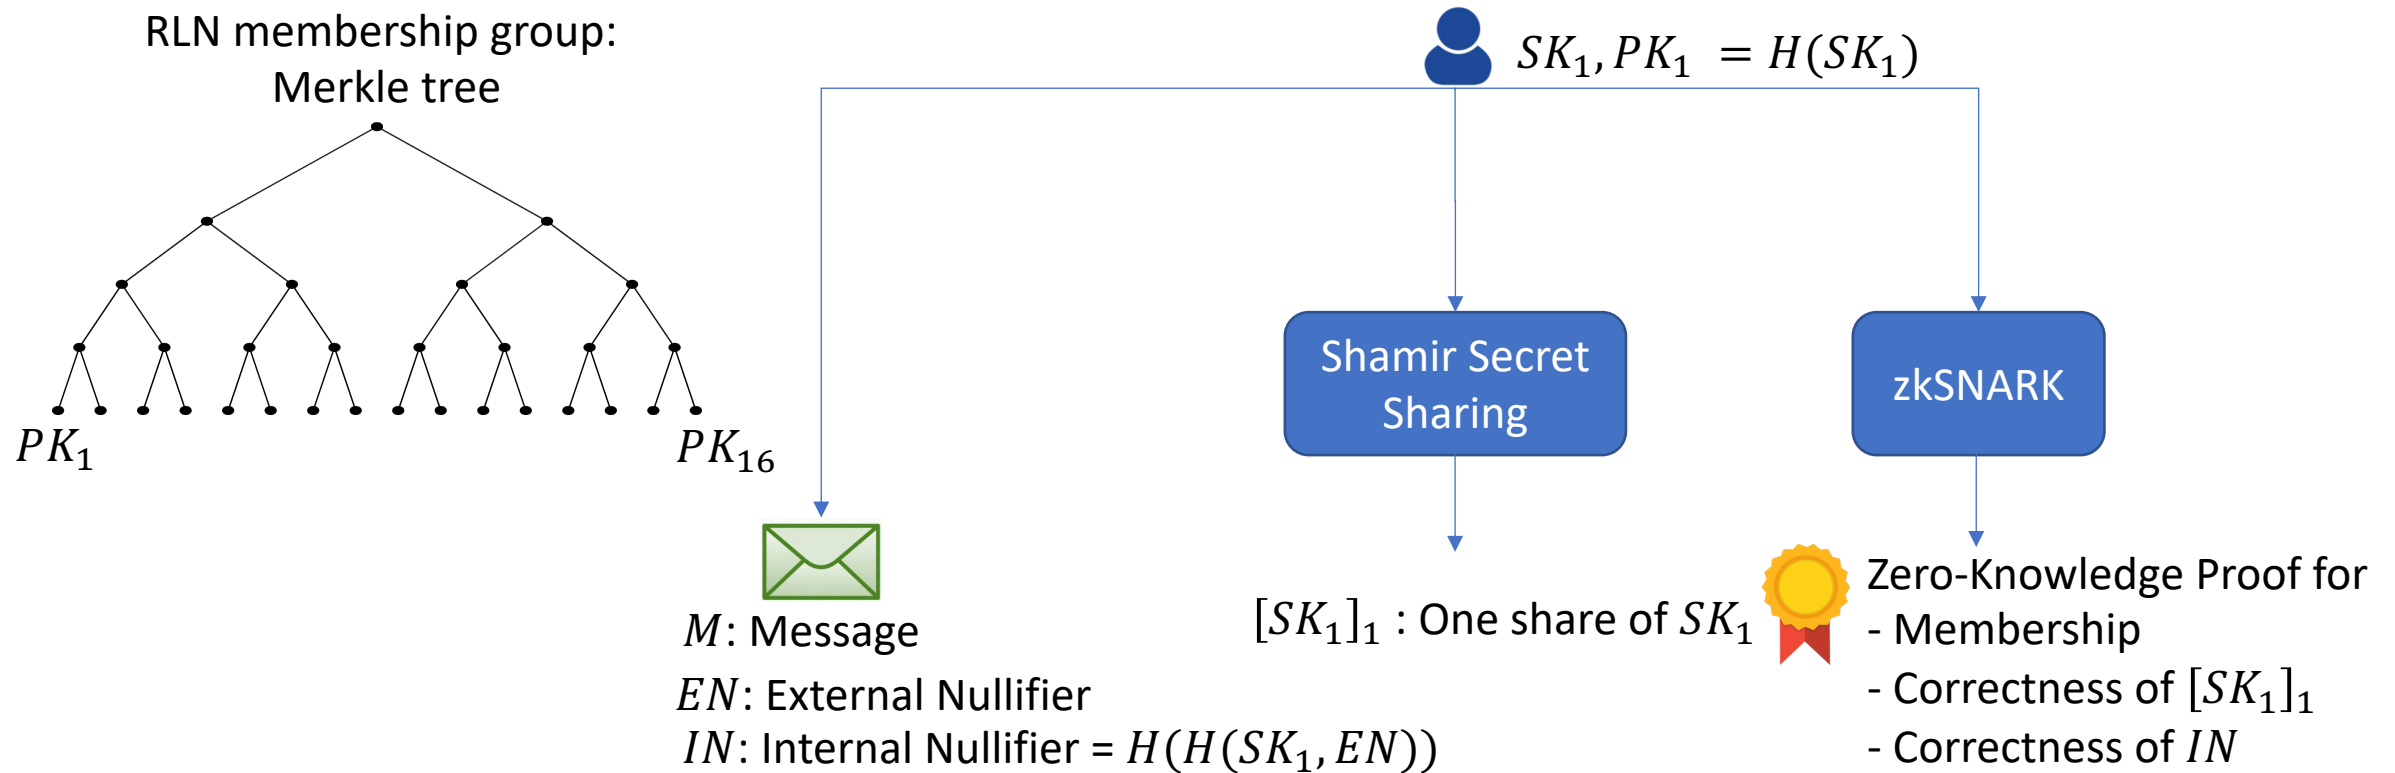 RLN membership group:
Merkle tree
PK₁
PK₁₆
SK₁, PK₁ = H(SK₁)
Shamir Secret
Sharing
zkSNARK
M: Message
EN: External Nullifier
IN: Internal Nullifier = H(H(SK₁, EN))
[SK₁]₁ : One share of SK₁
Zero-Knowledge Proof for
- Membership
- Correctness of [SK₁]₁
- Correctness of IN